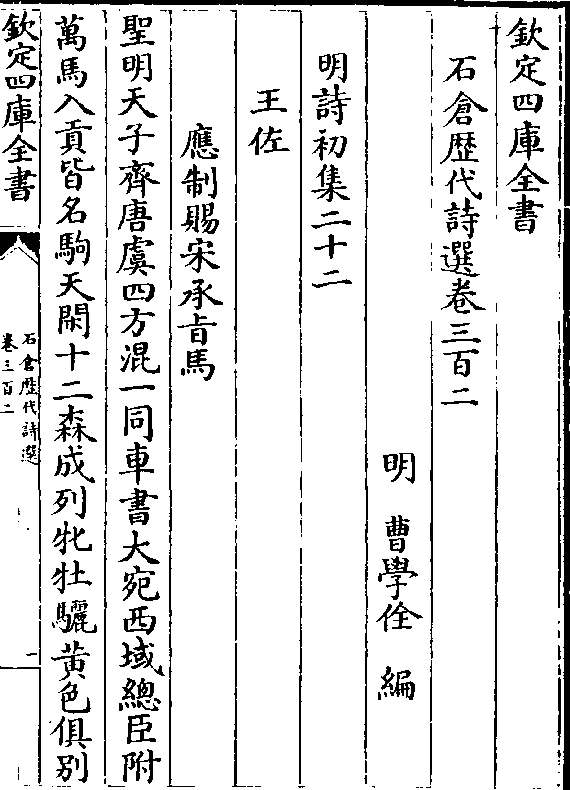 欽定四庫全書
石倉歴代詩選卷三百二
明 曹學佺 編
明詩初集二十二
王佐
應制賜宋承旨馬
聖明天子齊唐虞四方混一同車書大宛西域總臣附
萬馬入貢皆名駒天閑十二森成列牝牡驪黄色俱别
欽定四庫全書
石倉歴代詩選
卷三百二
一